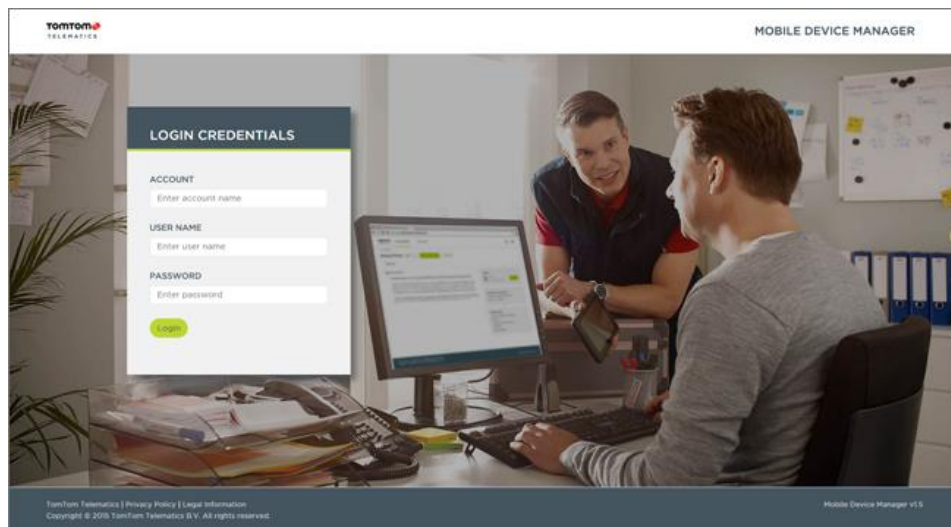 TOMTOM
TELEMATICS
MOBILE DEVICE MANAGER
LOGIN CREDENTIALS
ACCOUNT
Enter account name
USER NAME
Enter user name
PASSWORD
Enter password
Login
TomTom Telematics | Privacy Policy | Legal Information
Copyright © 2015 TomTom Telematics B.V. All rights reserved.
Mobile Device Manager v1.5